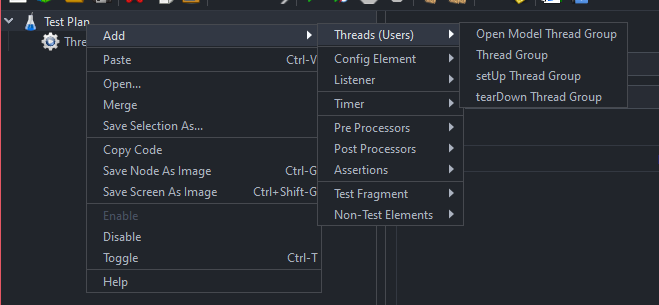 Test Plan
Thre
Add
Paste Ctrl-V
Open...
Merge
Save Selection As...
Copy Code
Save Node As Image Ctrl-G
Save Screen As Image Ctrl+Shift-G
Enable
Disable
Toggle Ctrl-T
Help
Threads (Users)
Config Element
Listener
Timer
Pre Processors
Post Processors
Assertions
Test Fragment
Non-Test Elements
Open Model Thread Group
Thread Group
setUp Thread Group
tearDown Thread Group